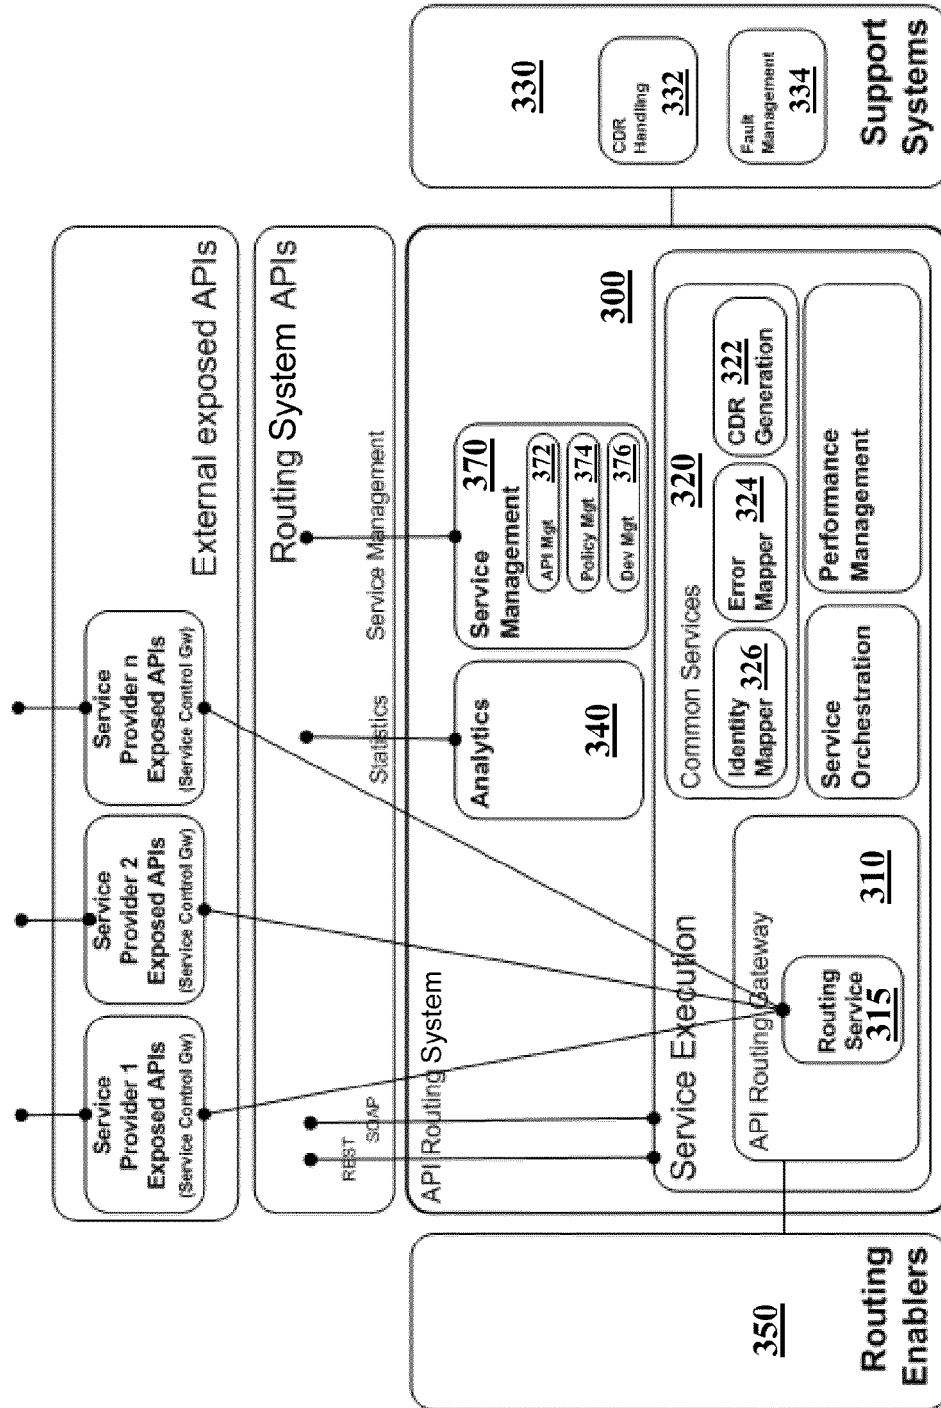 Service
Provider 1
Exposed APIs
(Service Control Gw)
Service
Provider 2
Exposed APIs
(Service Control Gw)
Service
Provider n
Exposed APIs
(Service Control Gw)
External exposed APIs
Routing System APIs
REST
SOAP
Statistics
Service Management
API Routing System
300
Analytics
340
Service
Management
370
API Mgt
372
Policy Mgt
374
Dev Mgt
376
Service Execution
API Routing Gateway
310
Routing
Service
315
Common Services
320
Identity
Mapper
326
Error
Mapper
324
CDR
Generation
322
Service
Orchestration
Performance
Management
350
Routing
Enablers
330
CDR
Handling
332
Fault
Management
334
Support
Systems